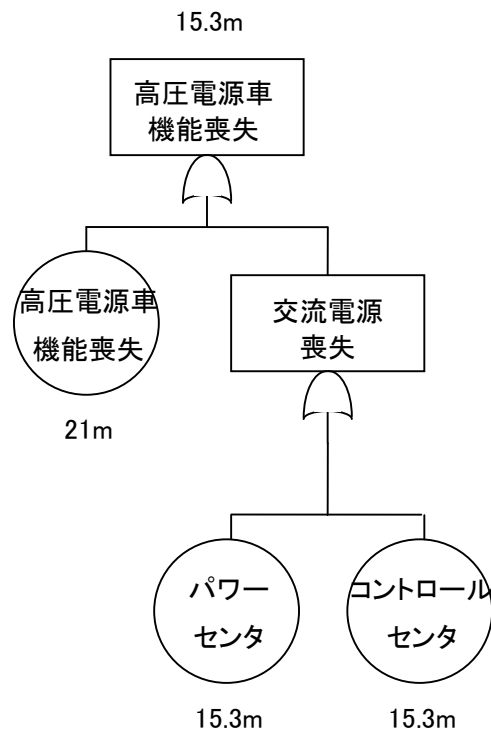 15.3m
高圧電源車
機能喪失
高圧電源車
機能喪失
21m
交流電源
喪失
パワー
センタ
15.3m
コントロール
センタ
15.3m